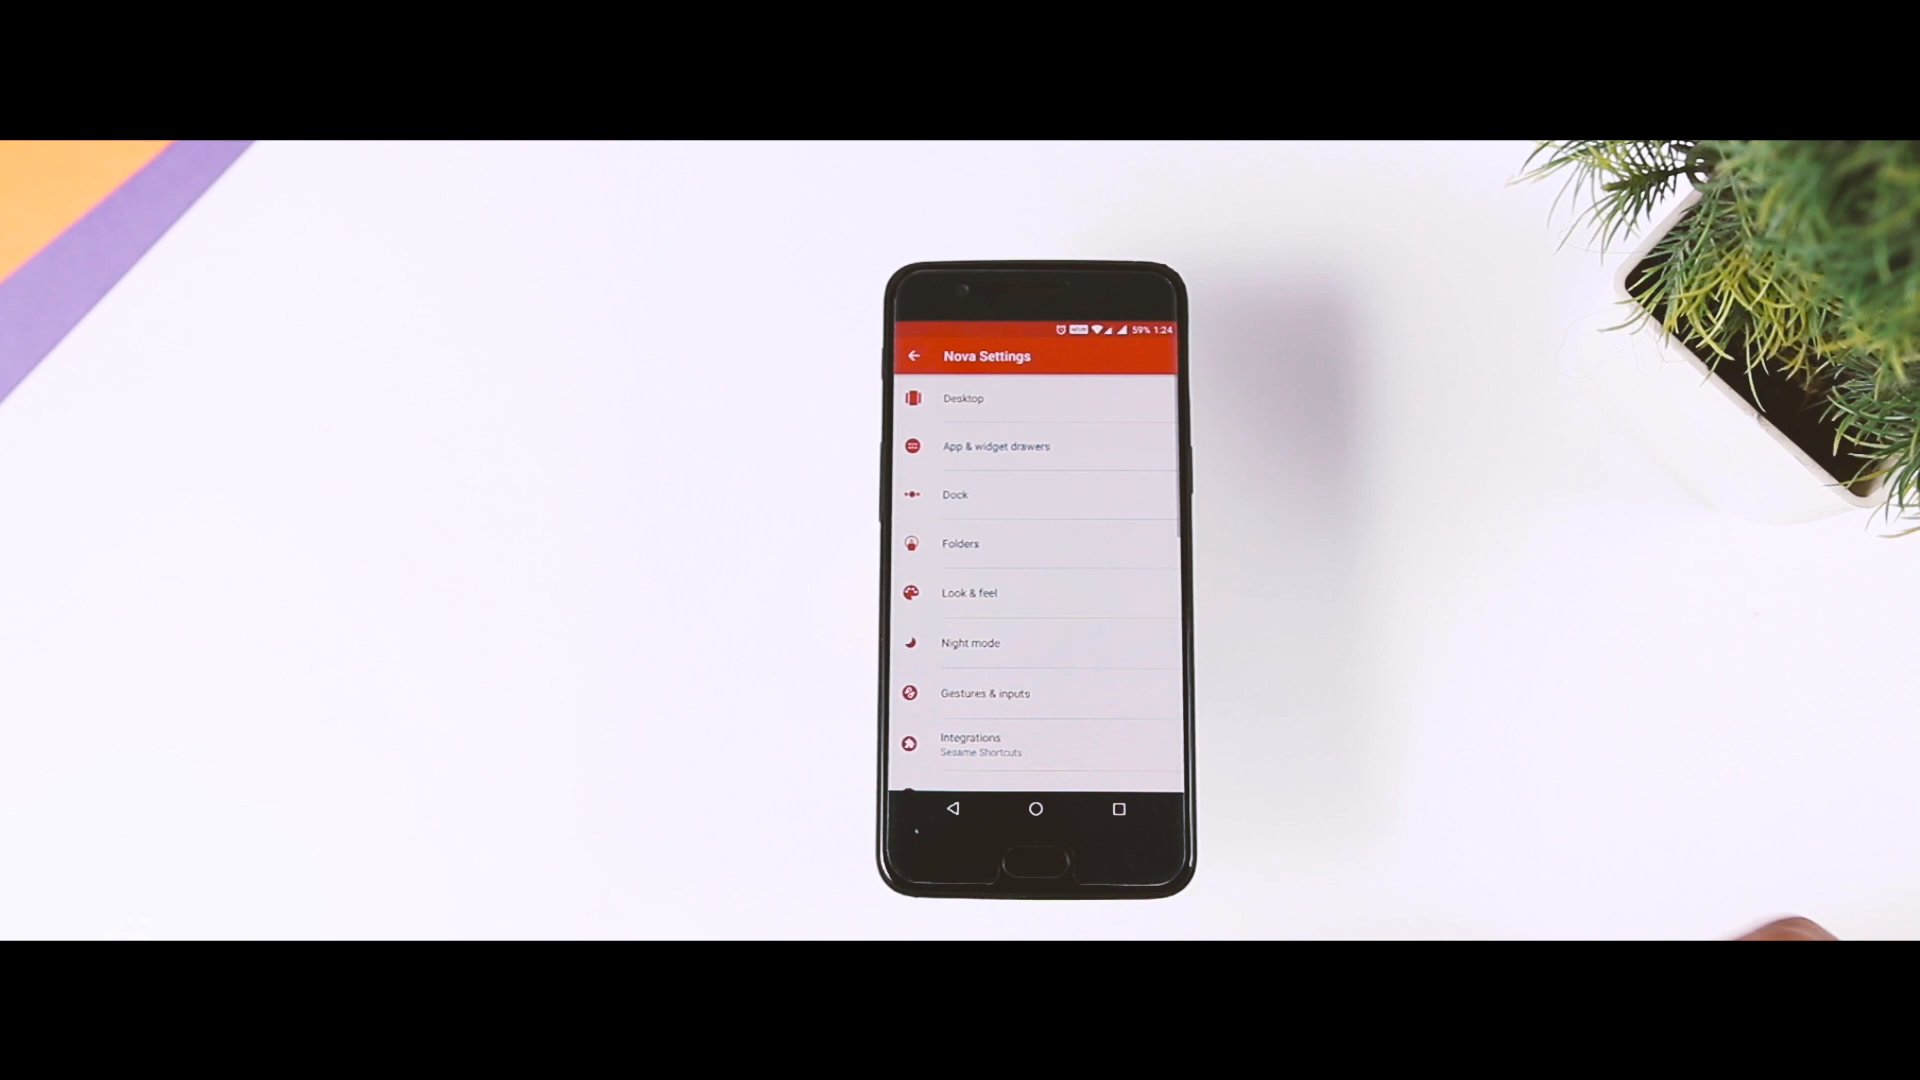 59% 1:24
Nova Settings
Desktop
App & widget drawers
Dock
Folders
Look & feel
Night mode
Gestures & inputs
Integrations
Sesame Shortcuts